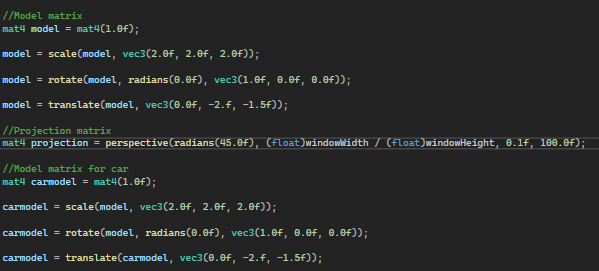 //Model matrix
mat4 model = mat4(1.0f);
model = scale(model, vec3(2.0f, 2.0f, 2.0f));
model = rotate(model, radians(0.0f), vec3(1.0f, 0.0f, 0.0f));
model = translate(model, vec3(0.0f, -2.f, -1.5f));
//Projection matrix
mat4 projection = perspective(radians(45.0f), (float)windowWidth / (float)windowHeight, 0.1f, 100.0f);
//Model matrix for car
mat4 carmodel = mat4(1.0f);
carmodel = scale(model, vec3(2.0f, 2.0f, 2.0f));
carmodel = rotate(model, radians(0.0f), vec3(1.0f, 0.0f, 0.0f));
carmodel = translate(carmodel, vec3(0.0f, -2.f, -1.5f));